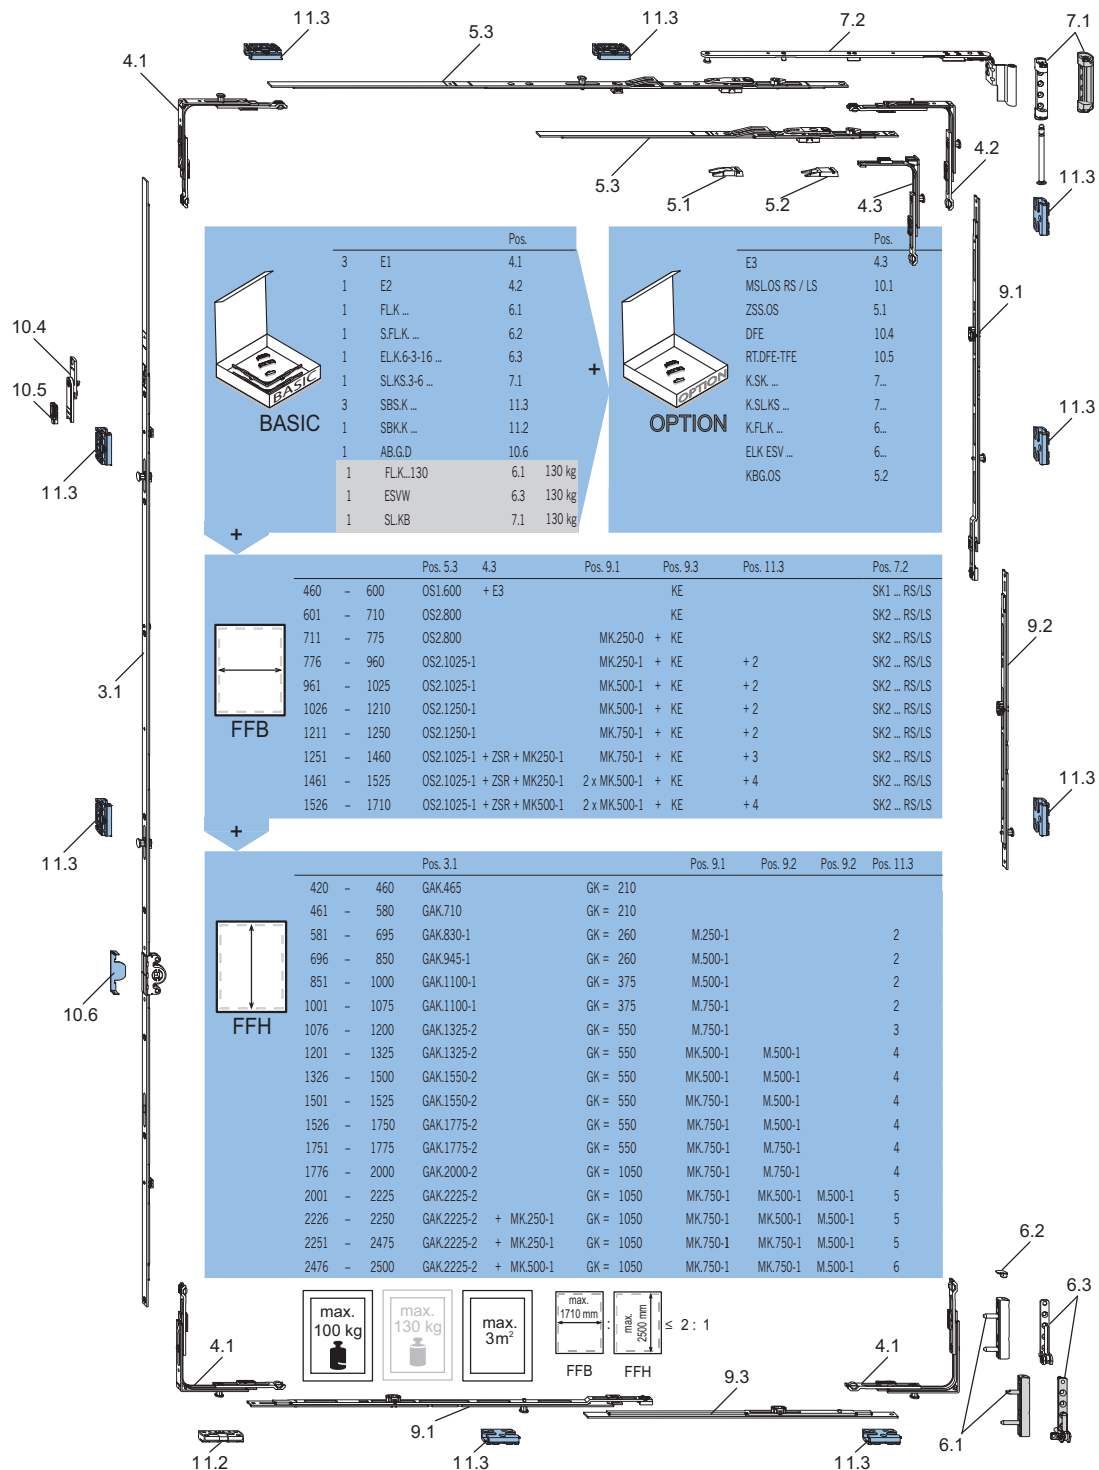 11.3
11.3
7.2
7.1
5.3
4.1
5.3
5.1
5.2
4.3
4.2
11.3
Pos.
3 E1 4.1
1 E2 4.2
1 FL.K ... 6.1
1 S.FL.K. ... 6.2
1 EL.K.6-3-16 ... 6.3
1 SL.KS.3-6 ... 7.1
3 SBS.K ... 11.3
1 SBK.K ... 11.2
1 AB.G.D 10.6
1 FL.K...130 6.1 130 kg
1 ESVW 6.3 130 kg
1 SL.KB 7.1 130 kg
BASIC
BASIC
+
Pos.
E3 4.3
MSL.OS RS / LS 10.1
ZSS.OS 5.1
DFE 10.4
RT.DFE-TFE 10.5
K.SK. ... 7...
K.SL.KS ... 7...
K.FL.K ... 6...
ELK ESV ... 6...
KBG.OS 5.2
OPTION
OPTION
9.1
10.4
10.5
11.3
11.3
+
Pos. 5.3 4.3 Pos. 9.1 Pos. 9.3 Pos. 11.3 Pos. 7.2
460 – 600 OS1.600 + E3 KE SK1 ... RS/LS
601 – 710 OS2.800 KE SK2 ... RS/LS
711 – 775 OS2.800 MK.250-0 + KE SK2 ... RS/LS
776 – 960 OS2.1025-1 MK.250-1 + KE + 2 SK2 ... RS/LS
961 – 1025 OS2.1025-1 MK.500-1 + KE + 2 SK2 ... RS/LS
1026 – 1210 OS2.1250-1 MK.500-1 + KE + 2 SK2 ... RS/LS
1211 – 1250 OS2.1250-1 MK.750-1 + KE + 2 SK2 ... RS/LS
1251 – 1460 OS2.1025-1 + ZSR + MK250-1 MK.750-1 + KE + 3 SK2 ... RS/LS
1461 – 1525 OS2.1025-1 + ZSR + MK250-1 2 x MK.500-1 + KE + 4 SK2 ... RS/LS
1526 – 1710 OS2.1025-1 + ZSR + MK500-1 2 x MK.500-1 + KE + 4 SK2 ... RS/LS
FFB
9.2
3.1
11.3
11.3
+
Pos. 3.1 Pos. 9.1 Pos. 9.2 Pos. 9.2 Pos. 11.3
420 – 460 GAK.465 GK = 210
461 – 580 GAK.710 GK = 210
581 – 695 GAK.830-1 GK = 260 M.250-1 2
696 – 850 GAK.945-1 GK = 260 M.500-1 2
851 – 1000 GAK.1100-1 GK = 375 M.500-1 2
1001 – 1075 GAK.1100-1 GK = 375 M.750-1 2
1076 – 1200 GAK.1325-2 GK = 550 M.750-1 3
1201 – 1325 GAK.1325-2 GK = 550 MK.500-1 M.500-1 4
1326 – 1500 GAK.1550-2 GK = 550 MK.500-1 M.500-1 4
1501 – 1525 GAK.1550-2 GK = 550 MK.750-1 M.500-1 4
1526 – 1750 GAK.1775-2 GK = 550 MK.750-1 M.500-1 4
1751 – 1775 GAK.1775-2 GK = 550 MK.750-1 M.750-1 4
1776 – 2000 GAK.2000-2 GK = 1050 MK.750-1 M.750-1 4
2001 – 2225 GAK.2225-2 GK = 1050 MK.750-1 MK.500-1 M.500-1 5
2226 – 2250 GAK.2225-2 + MK.250-1 GK = 1050 MK.750-1 MK.500-1 M.500-1 5
2251 – 2475 GAK.2225-2 + MK.250-1 GK = 1050 MK.750-1 MK.750-1 M.500-1 5
2476 – 2500 GAK.2225-2 + MK.500-1 GK = 1050 MK.750-1 MK.750-1 M.500-1 6
FFH
10.6
6.2
6.3
max.
100 kg
max.
130 kg
max.
3m²
max.
1710 mm
FFB
:
max.
2500 mm
FFH
≤ 2 : 1
4.1
4.1
9.3
9.1
6.1
11.2
11.3
11.3